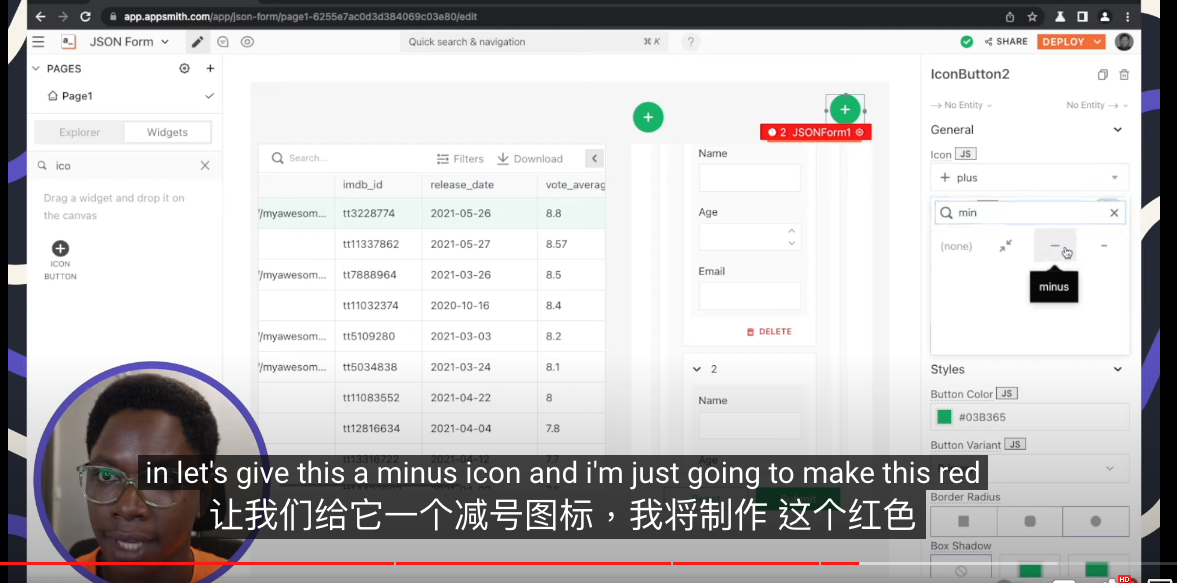 app.appsmith.com/app/json-form/page1-6255e7ac0d3d384069c03e80/edit
JSON Form
Quick search & navigation
⌘ K
?
SHARE
DEPLOY
PAGES
Page1
Explorer
Widgets
ico
Drag a widget and drop it on
the canvas
ICON
BUTTON
2 JSONForm1
Search...
Filters
Download
imdb_id
release_date
vote_averag
//myawesom...
tt3228774
2021-05-26
8.8
tt11337862
2021-05-27
8.57
//myawesom...
tt7888964
2021-03-26
8.5
tt11032374
2020-10-16
8.4
//myawesom...
tt5109280
2021-03-03
8.2
//myawesom...
tt5034838
2021-03-24
8.1
tt11083552
2021-04-22
8
tt12816634
2021-04-04
7.8
Name
Age
Email
DELETE
2
Name
IconButton2
No Entity
No Entity
General
Icon
JS
plus
min
(none)
minus
Styles
Button Color
JS
#03B365
Button Variant
JS
Border Radius
Box Shadow
in let's give this a minus icon and i'm just going to make this red
让我们给它一个减号图标，我将制作 这个红色
HD